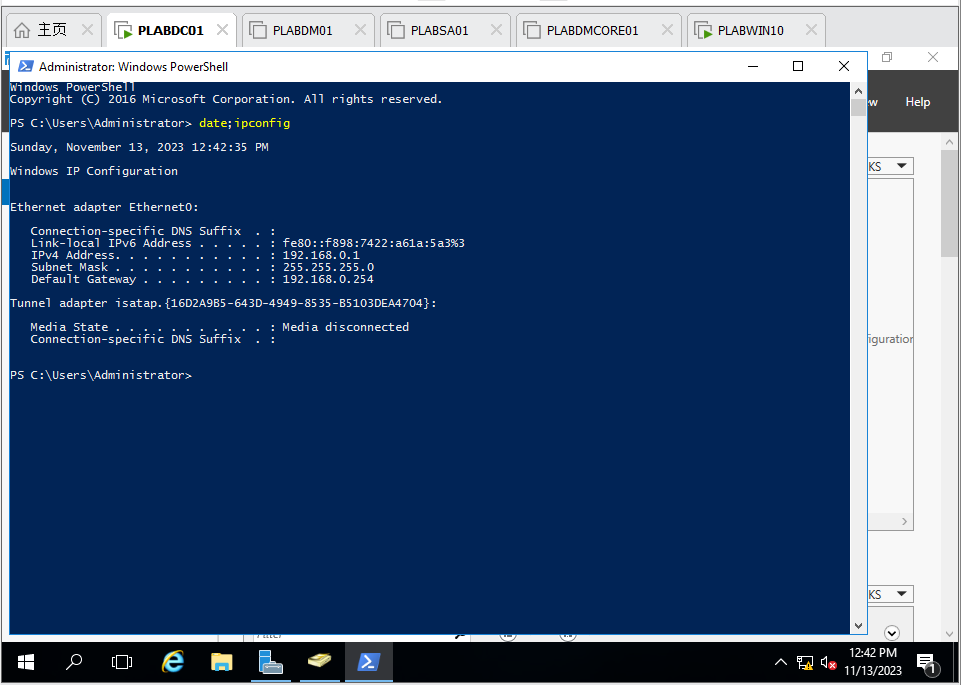 主页
PLABDC01
PLABDM01
PLABSA01
PLABDMCORE01
PLABWIN10
Administrator: Windows PowerShell
Help
Windows PowerShell
Copyright (C) 2016 Microsoft Corporation. All rights reserved.
PS C:\Users\Administrator> date;ipconfig
Sunday, November 13, 2023 12:42:35 PM
Windows IP Configuration
Ethernet adapter Ethernet0:
Connection-specific DNS Suffix  . :
Link-local IPv6 Address . . . . . : fe80::f898:7422:a61a:5a3%3
IPv4 Address. . . . . . . . . . . : 192.168.0.1
Subnet Mask . . . . . . . . . . . : 255.255.255.0
Default Gateway . . . . . . . . . : 192.168.0.254
Tunnel adapter isatap.{16D2A9B5-643D-4949-8535-B5103DEA4704}:
Media State . . . . . . . . . . . : Media disconnected
Connection-specific DNS Suffix  . :
PS C:\Users\Administrator>
KS
iguration
KS
12:42 PM
11/13/2023
1